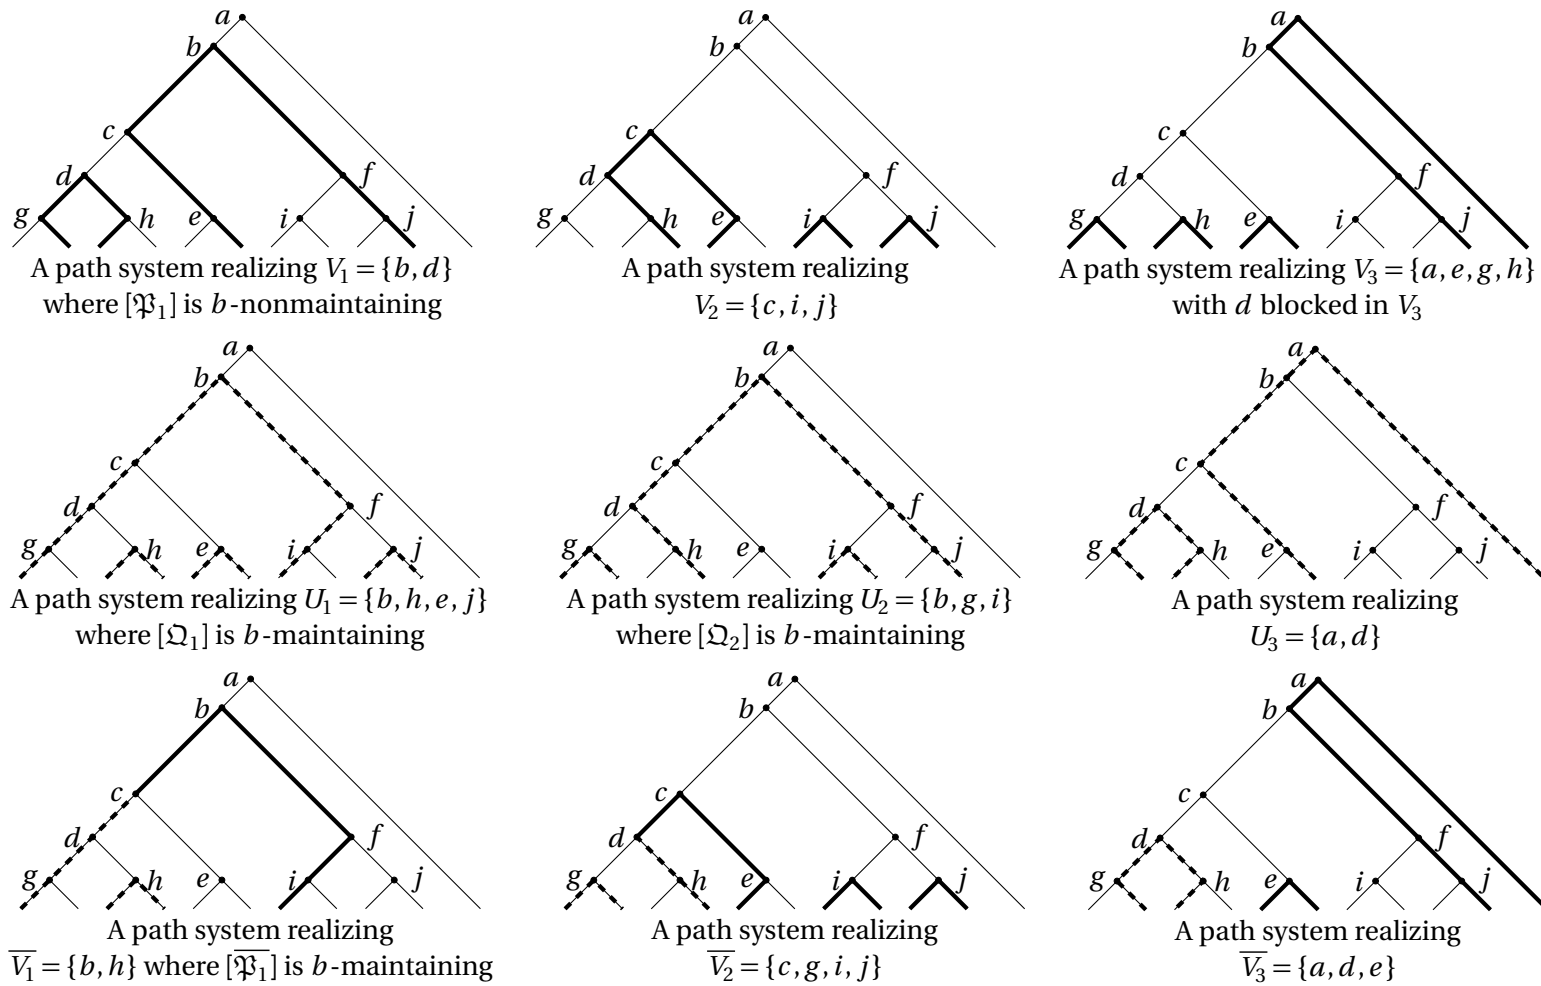 a
b
c
d
f
g
h
e
i
j
A path system realizing V₁ = {b, d}
where [𝔓₁] is b-nonmaintaining
a
b
c
d
f
g
h
e
i
j
A path system realizing
V₂ = {c, i, j}
a
b
c
d
f
g
h
e
i
j
A path system realizing V₃ = {a, e, g, h}
with d blocked in V₃
a
b
c
d
f
g
h
e
i
j
A path system realizing U₁ = {b, h, e, j}
where [𝔔₁] is b-maintaining
a
b
c
d
f
g
h
e
i
j
A path system realizing U₂ = {b, g, i}
where [𝔔₂] is b-maintaining
a
b
c
d
f
g
h
e
i
j
A path system realizing
U₃ = {a, d}
a
b
c
d
f
g
h
e
i
j
A path system realizing
V̅₁ = {b, h} where [𝔓̅₁] is b-maintaining
a
b
c
d
f
g
h
e
i
j
A path system realizing
V̅₂ = {c, g, i, j}
a
b
c
d
f
g
h
e
i
j
A path system realizing
V̅₃ = {a, d, e}